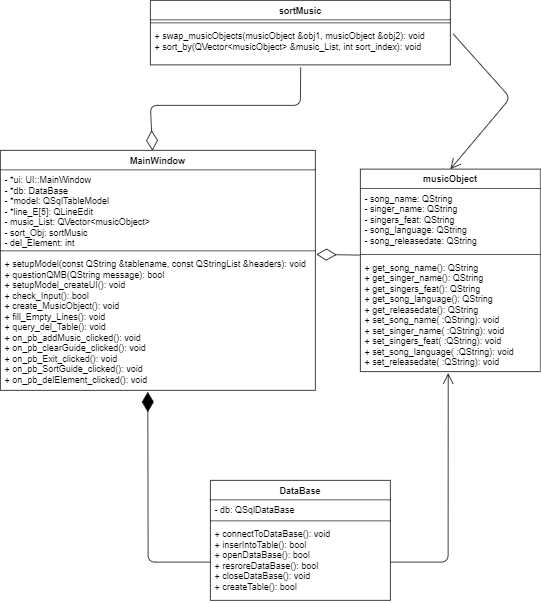 sortMusic
+ swap_musicObjects(musicObject &obj1, musicObject &obj2): void
+ sort_by(QVector<musicObject> &music_List, int sort_index): void
MainWindow
- *ui: UI::MainWindow
- *db: DataBase
- *model: QSqlTableModel
- *line_E[5]: QLineEdit
- music_List: QVector<musicObject>
- sort_Obj: sortMusic
- del_Element: int
+ setupModel(const QString &tablename, const QStringList &headers): void
+ questionQMB(QString message): bool
+ setupModel_createUI(): void
+ check_Input(): bool
+ create_MusicObject(): void
+ fill_Empty_Lines(): void
+ query_del_Table(): void
+ on_pb_addMusic_clicked(): void
+ on_pb_clearGuide_clicked(): void
+ on_pb_Exit_clicked(): void
+ on_pb_SortGuide_clicked(): void
+ on_pb_delElement_clicked(): void
musicObject
- song_name: QString
- singer_name: QString
- singers_feat: QString
- song_language: QString
- song_releasedate: QString
+ get_song_name(): QString
+ get_singer_name(): QString
+ get_singers_feat(): QString
+ get_song_language(): QString
+ get_releasedate(): QString
+ set_song_name( :QString): void
+ set_singer_name( :QString): void
+ set_singers_feat( :QString): void
+ set_song_language( :QString): void
+ set_releasedate( :QString): void
DataBase
- db: QSqlDataBase
+ connectToDataBase(): void
+ inserIntoTable(): bool
+ openDataBase(): bool
+ resroreDataBase(): bool
+ closeDataBase(): void
+ createTable(): bool